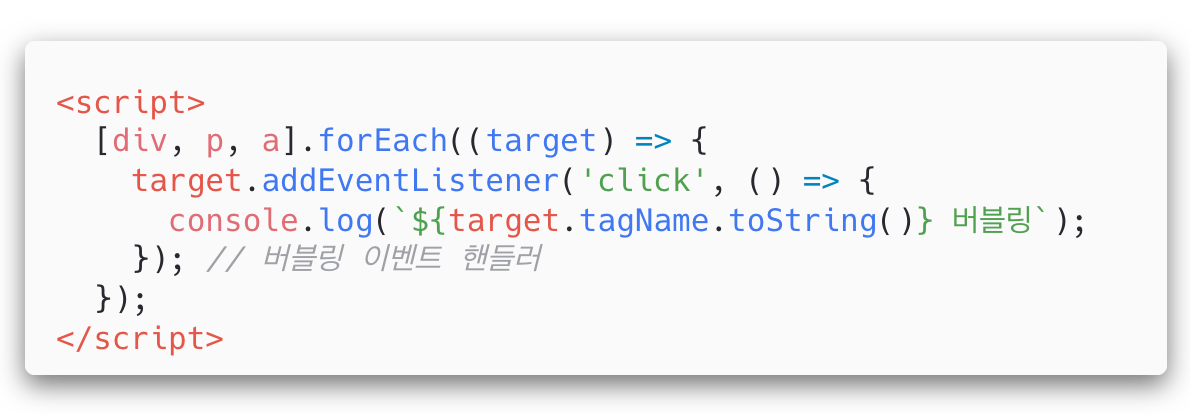 <script>
  [div, p, a].forEach((target) => {
    target.addEventListener('click', () => {
      console.log(`${target.tagName.toString()} 버블링`);
    }); // 버블링 이벤트 핸들러
  });
</script>